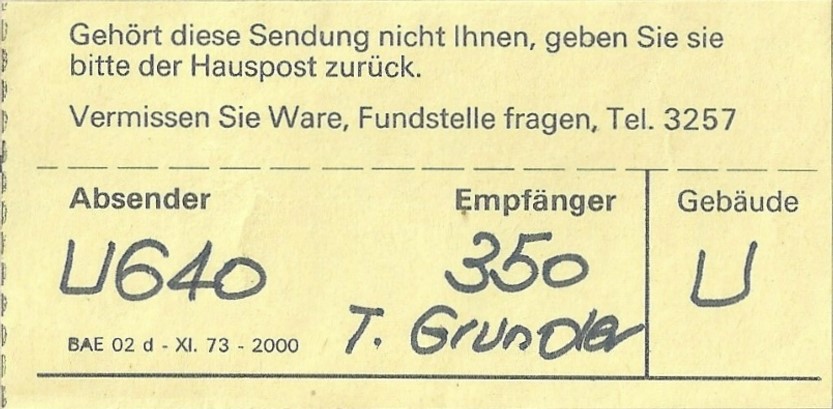 Gehört diese Sendung nicht Ihnen, geben Sie sie
bitte der Hauspost zurück.
Vermissen Sie Ware, Fundstelle fragen, Tel. 3257
Absender Empfänger Gebäude
U640 350 U
T. Grunder
BAE 02 d - XI. 73 - 2000